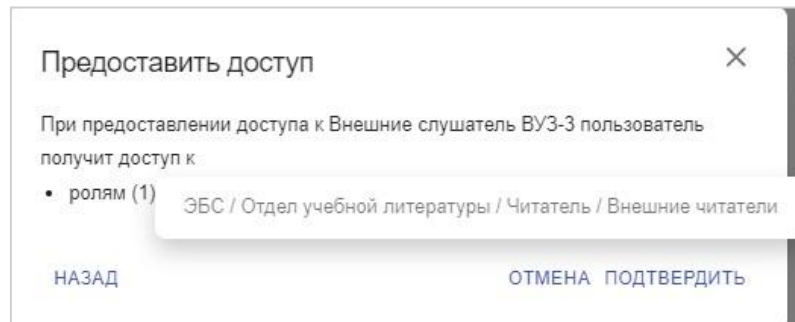 Предоставить доступ
При предоставлении доступа к Внешние слушатель ВУЗ-3 пользователь
получит доступ к
• ролям (1)
ЭБС / Отдел учебной литературы / Читатель / Внешние читатели
НАЗАД ОТМЕНА ПОДТВЕРДИТЬ